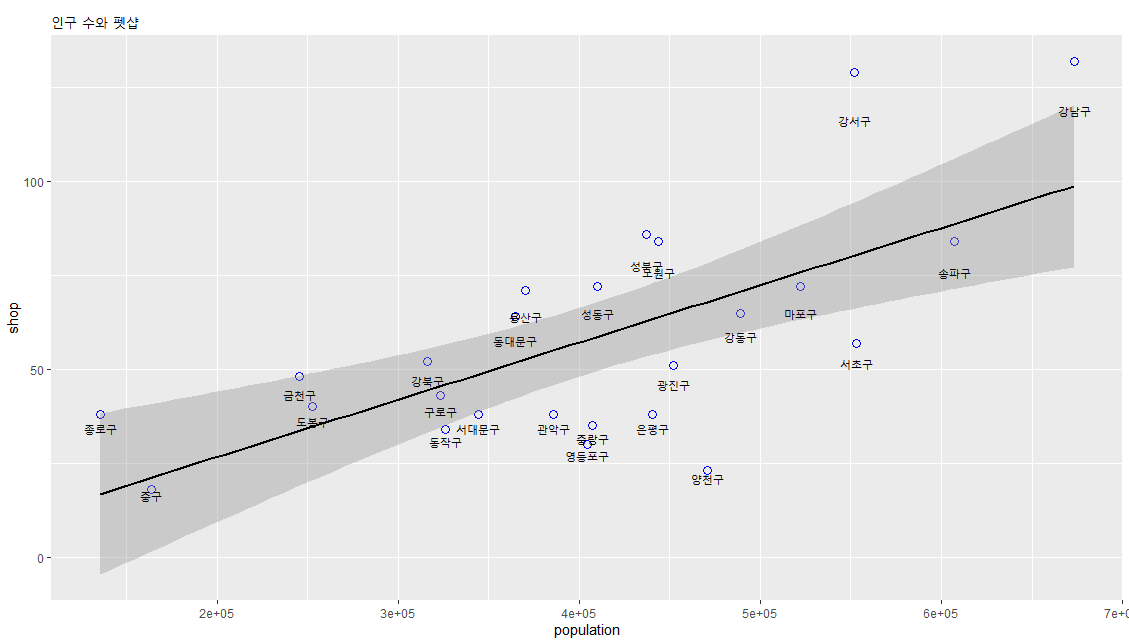 인구 수와 펫샵
강남구
강서구
100
성북구
노원구
송파구
용산구
성동구
마포구
동대문구
강동구
shop
서초구
50
강북구
광진구
금천구
구로구
도봉구
종로구
서대문구
관악구
은평구
동작구
중랑구
영등포구
양천구
중구
0
2e+05 3e+05 4e+05 5e+05 6e+05
population